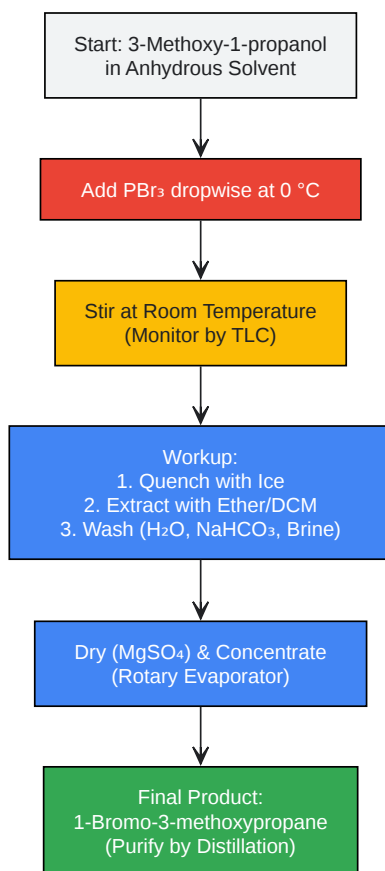 Start: 3-Methoxy-1-propanol
in Anhydrous Solvent
Add PBr₃ dropwise at 0 °C
Stir at Room Temperature
(Monitor by TLC)
Workup:
1. Quench with Ice
2. Extract with Ether/DCM
3. Wash (H₂O, NaHCO₃, Brine)
Dry (MgSO₄) & Concentrate
(Rotary Evaporator)
Final Product:
1-Bromo-3-methoxypropane
(Purify by Distillation)